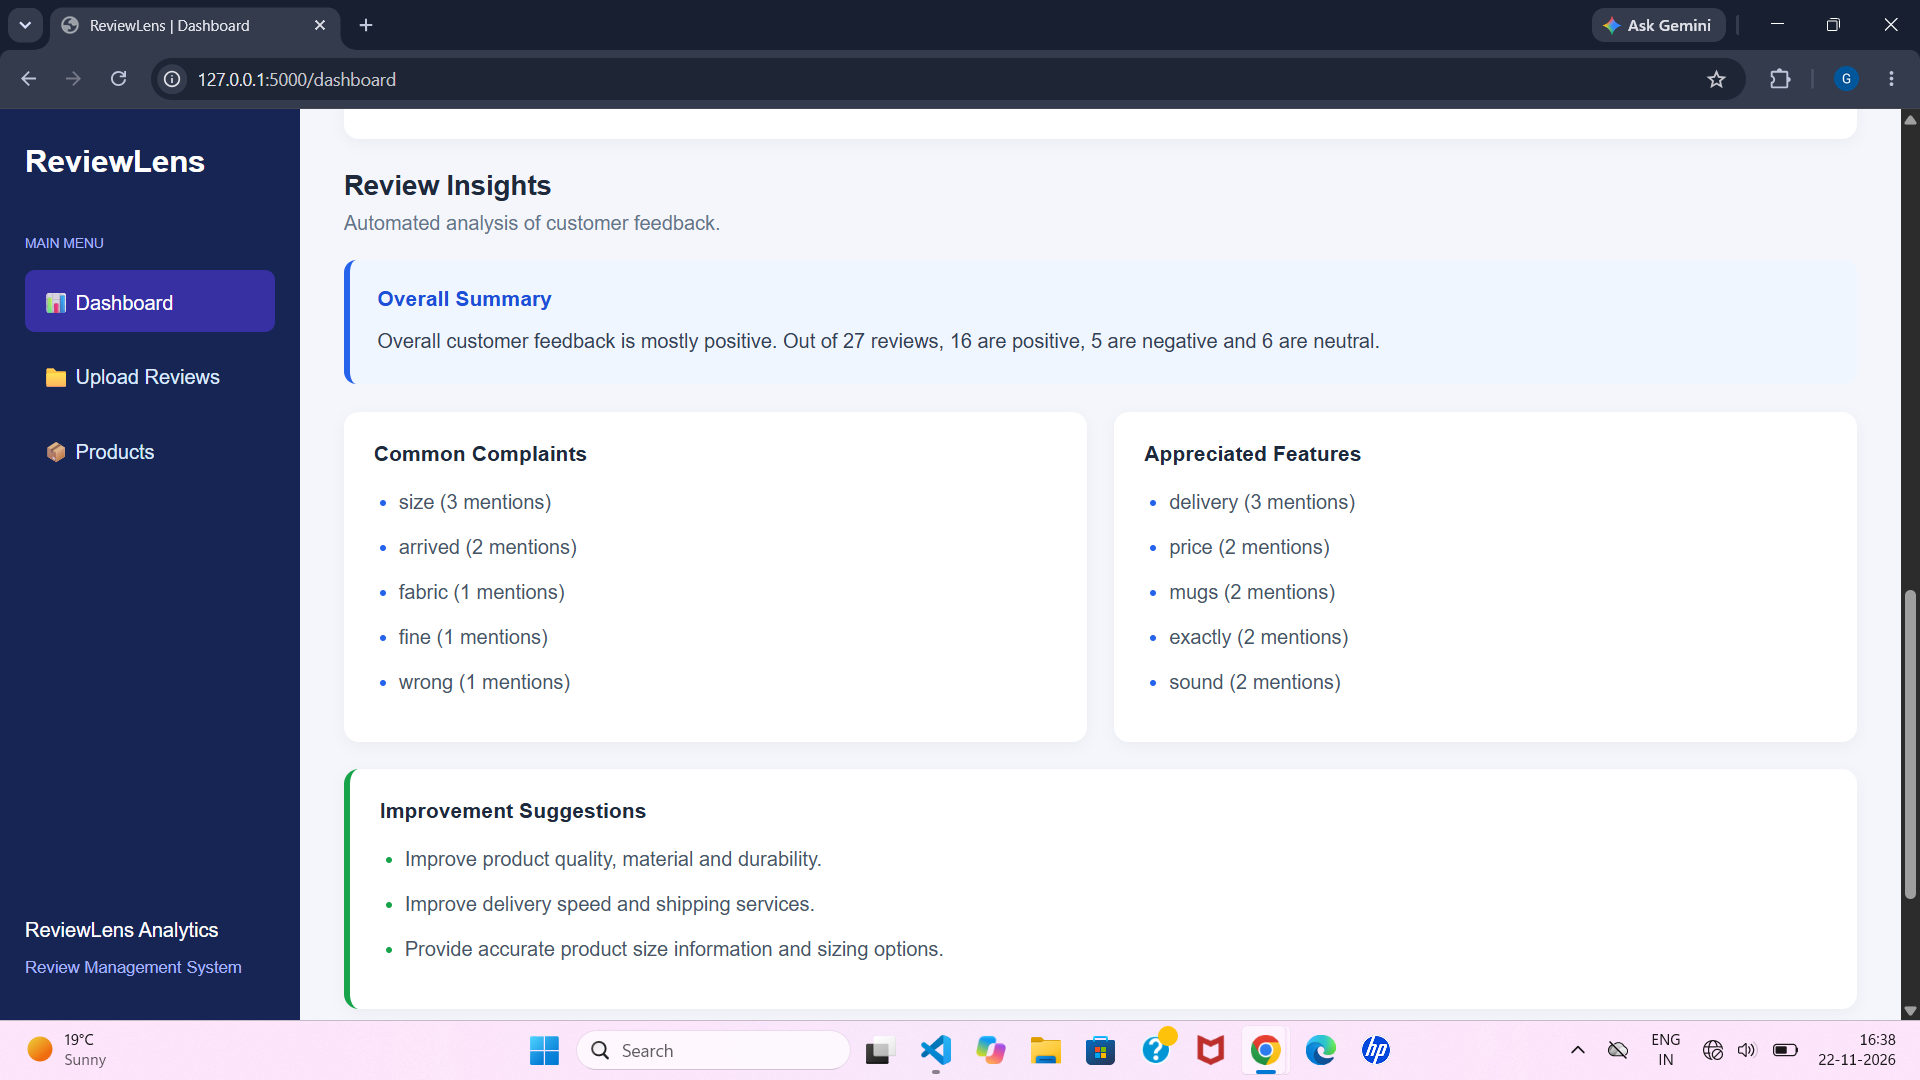 ReviewLens | Dashboard
Ask Gemini
127.0.0.1:5000/dashboard
G
ReviewLens
MAIN MENU
Dashboard
Upload Reviews
Products
ReviewLens Analytics
Review Management System
Review Insights
Automated analysis of customer feedback.
Overall Summary
Overall customer feedback is mostly positive. Out of 27 reviews, 16 are positive, 5 are negative and 6 are neutral.
Common Complaints
size (3 mentions)
arrived (2 mentions)
fabric (1 mentions)
fine (1 mentions)
wrong (1 mentions)
Appreciated Features
delivery (3 mentions)
price (2 mentions)
mugs (2 mentions)
exactly (2 mentions)
sound (2 mentions)
Improvement Suggestions
Improve product quality, material and durability.
Improve delivery speed and shipping services.
Provide accurate product size information and sizing options.
19°C
Sunny
Search
hp
ENG
IN
16:38
22-11-2026